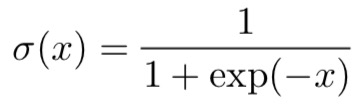 σ(x) = 1 / (1 + exp(−x))